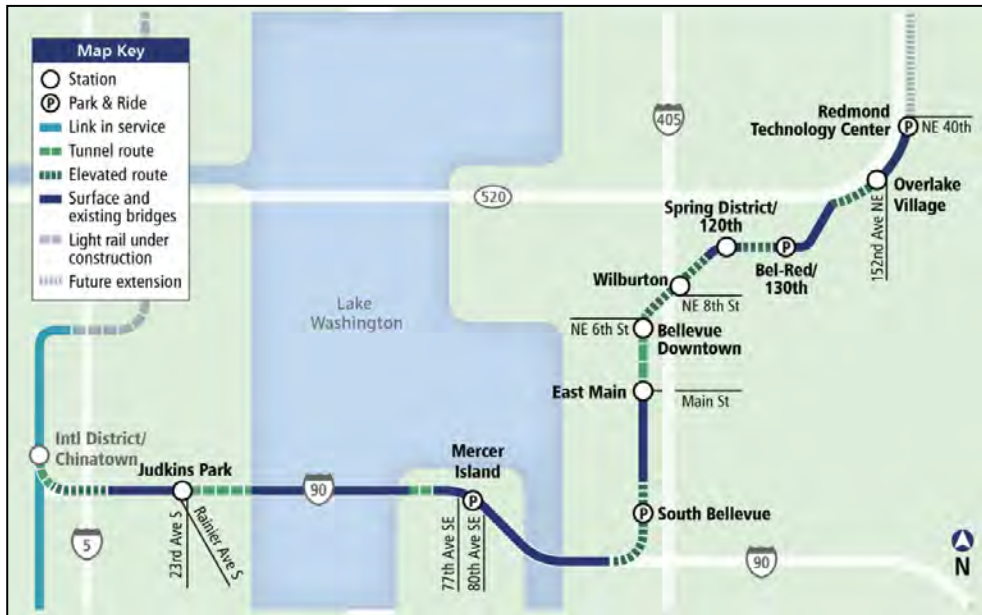 Map Key
Station
P
Park & Ride
Link in service
Tunnel route
Elevated route
Surface and
existing bridges
Light rail under
construction
Future extension
405
Redmond
Technology Center
P
NE 40th
520
Overlake
Village
152nd Ave NE
Spring District/
120th
P
Bel-Red/
130th
Wilburton
NE 8th St
Lake
Washington
NE 6th St
Bellevue
Downtown
East Main
Main St
Intl District/
Chinatown
Judkins Park
23rd Ave S
Rainier Ave S
5
90
Mercer
Island
P
77th Ave SE
80th Ave SE
P
South Bellevue
90
N